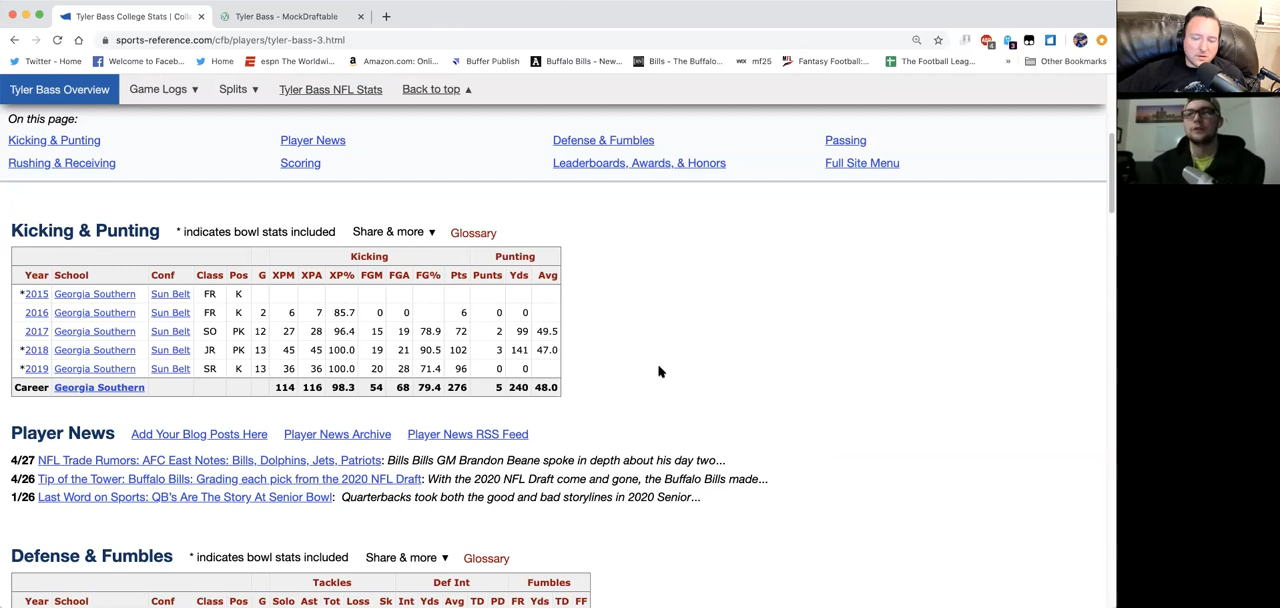 Tyler Bass College Stats | Coll
Tyler Bass - MockDraftable
sports-reference.com/cfb/players/tyler-bass-3.html
Twitter - Home Welcome to Faceb... Home espn The Worldwi... Amazon.com: Onli... Buffer Publish Buffalo Bills - New... Bills - The Buffalo... mf25 Fantasy Football:... The Football Leag... » Other Bookmarks
Tyler Bass Overview Game Logs ▼ Splits ▼ Tyler Bass NFL Stats Back to top ▲
On this page:
Kicking & Punting Player News Defense & Fumbles Passing
Rushing & Receiving Scoring Leaderboards, Awards, & Honors Full Site Menu
Kicking & Punting * indicates bowl stats included Share & more ▼ Glossary
Kicking Punting
Year School Conf Class Pos G XPM XPA XP% FGM FGA FG% Pts Punts Yds Avg
*2015 Georgia Southern Sun Belt FR K
2016 Georgia Southern Sun Belt FR K 2 6 7 85.7 0 0 6 0 0
2017 Georgia Southern Sun Belt SO PK 12 27 28 96.4 15 19 78.9 72 2 99 49.5
*2018 Georgia Southern Sun Belt JR PK 13 45 45 100.0 19 21 90.5 102 3 141 47.0
*2019 Georgia Southern Sun Belt SR K 13 36 36 100.0 20 28 71.4 96 0 0
Career Georgia Southern 114 116 98.3 54 68 79.4 276 5 240 48.0
Player News Add Your Blog Posts Here Player News Archive Player News RSS Feed
4/27 NFL Trade Rumors: AFC East Notes: Bills, Dolphins, Jets, Patriots: Bills Bills GM Brandon Beane spoke in depth about his day two...
4/26 Tip of the Tower: Buffalo Bills: Grading each pick from the 2020 NFL Draft: With the 2020 NFL Draft come and gone, the Buffalo Bills made...
1/26 Last Word on Sports: QB's Are The Story At Senior Bowl: Quarterbacks took both the good and bad storylines in 2020 Senior...
Defense & Fumbles * indicates bowl stats included Share & more ▼ Glossary
Tackles Def Int Fumbles
Year School Conf Class Pos G Solo Ast Tot Loss Sk Int Yds Avg TD PD FR Yds TD FF